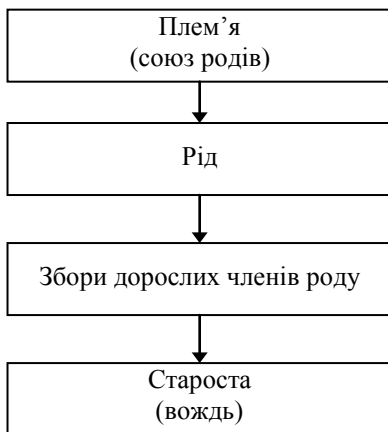 Плем’я
(союз родів)
Рід
Збори дорослих членів роду
Староста
(вождь)